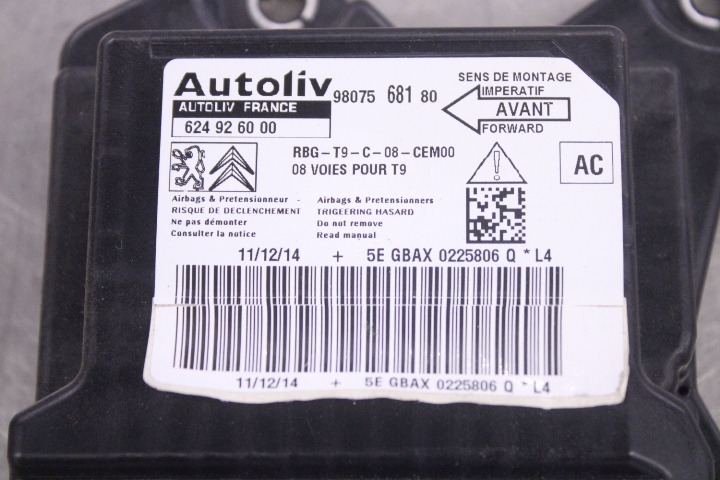 Autoliv
AUTOLIV FRANCE
624 92 6 00
98075 681 80
SENS DE MONTAGE
IMPERATIF
AVANT
FORWARD
RBG-T9-C-08-CEM00
08 VOIES POUR T9
AC
Airbags & Pretensionneur -
RISQUE DE DECLENCHEMENT
Ne pas démonter
Consulter la notice
Airbags & Pretensionners
TRIGEERING HASARD
Do not remove
Read manual
11/12/14 + 5E GBAX 0225806 Q * L4
11/12/14 + 5E GBAX 0225806 Q * L4